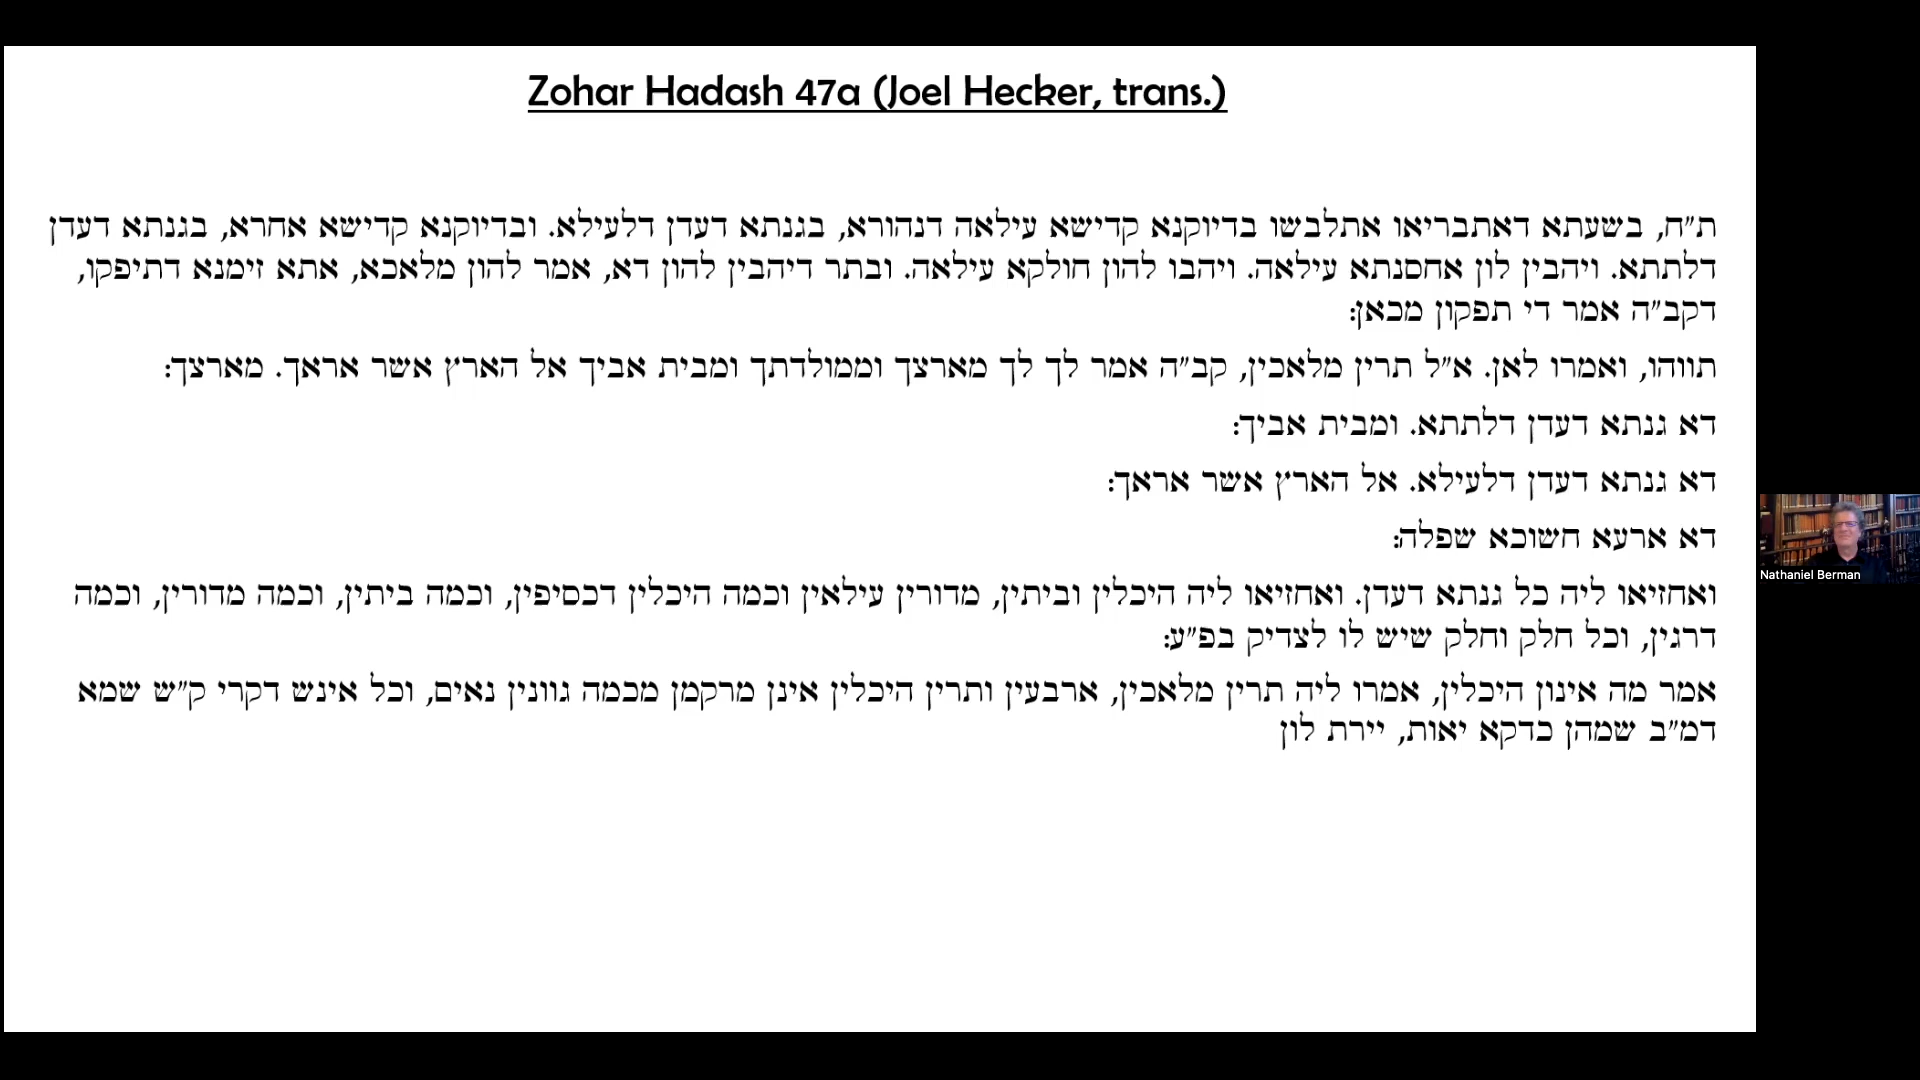 Zohar Hadash 47a (Joel Hecker, trans.)
ת"ח, בשעתא דאתבריאו אתלבשו בדיוקנא קדישא עילאה דנהורא, בגנתא דעדן דלעילא. ובדיוקנא קדישא אחרא, בגנתא דעדן
דלתתא. ויהבין לון אחסנתא עילאה. ויהבו להון חולקא עילאה. ובתר דיהבין להון דא, אמר להון מלאכא, אתא זימנא דתיפקו,
דקב"ה אמר די תפקון מכאן:
תווהו, ואמרו לאן. א"ל תרין מלאכין, קב"ה אמר לך לך מארצך וממולדתך ומבית אביך אל הארץ אשר אראך. מארצך:
דא גנתא דעדן דלתתא. ומבית אביך:
דא גנתא דעדן דלעילא. אל הארץ אשר אראך:
דא ארעא חשוכא שפלה:
ואחזיאו ליה כל גנתא דעדן. ואחזיאו ליה היכלין וביתין, מדורין עילאין וכמה היכלין דכסיפין, וכמה ביתין, וכמה מדורין, וכמה
דרגין, וכל חלק וחלק שיש לו לצדיק בפ"ע:
אמר מה אינון היכלין, אמרו ליה תרין מלאכין, ארבעין ותרין היכלין אינן מרקמן מכמה גוונין נאים, וכל אינש דקרי ק"ש שמא
דמ"ב שמהן כדקא יאות, יירת לון
Nathaniel Berman